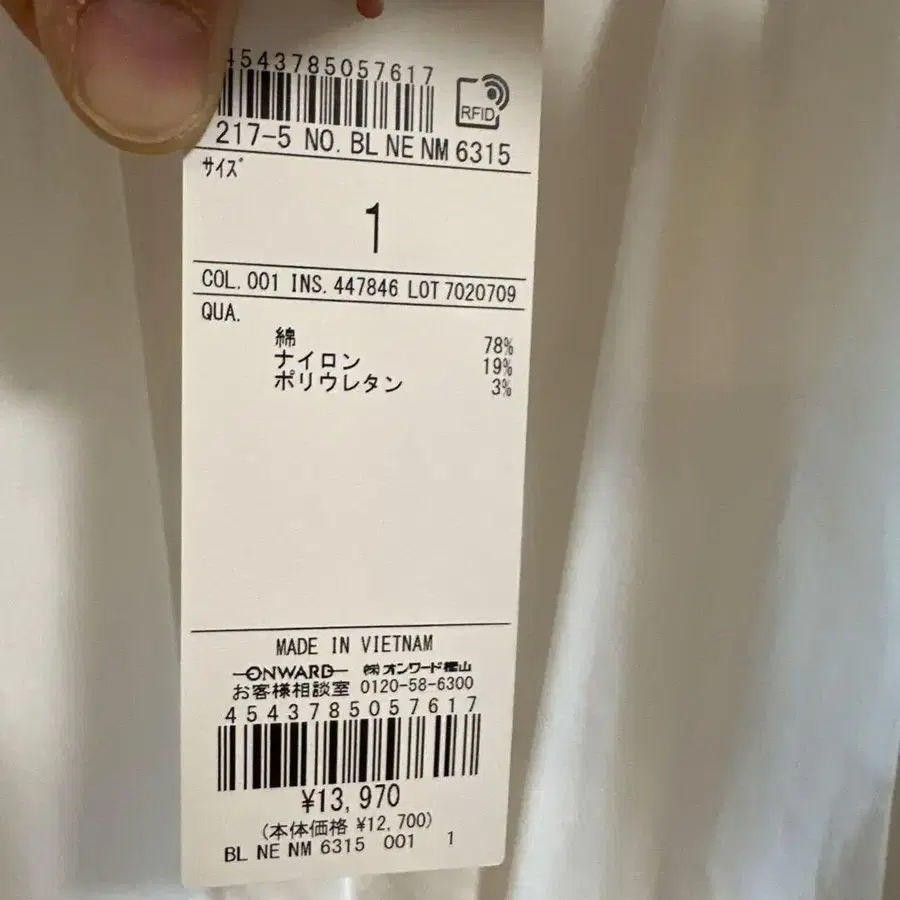 4543785057617
RFID
217-5 NO. BL NE NM 6315
サイズ
1
COL. 001 INS. 447846 LOT 7020709
QUA.
綿 78%
ナイロン 19%
ポリウレタン 3%
MADE IN VIETNAM
ONWARD ㈱オンワード樫山
お客様相談室 0120-58-6300
4543785057617
¥13,970
(本体価格 ¥12,700)
BL NE NM 6315 001 1